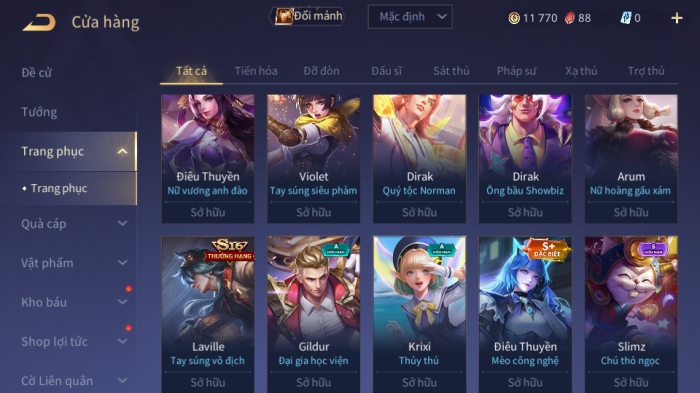 Cửa hàng
Đổi mảnh
Mặc định
11 770
88
0
Đề cử
Tướng
Trang phục
Trang phục
Quà cáp
Vật phẩm
Kho báu
Shop lợi tức
Cờ Liên quân
Tất cả Tiến hóa Đỡ đòn Đấu sĩ Sát thủ Pháp sư Xạ thủ Trợ thủ
Điêu Thuyền
Nữ vương anh đào
Sở hữu
Violet
Tay súng siêu phàm
Sở hữu
Dirak
Quý tộc Norman
Sở hữu
Dirak
Ông bầu Showbiz
Sở hữu
Arum
Nữ hoàng gấu xám
Sở hữu
S16
THƯỞNG HẠNG
Laville
Tay súng vô địch
Sở hữu
A
Gildur
Đại gia học viện
Sở hữu
A
Krixi
Thủy thủ
Sở hữu
S+
ĐẶC BIỆT
Điêu Thuyền
Mèo công nghệ
Sở hữu
S
Slimz
Chú thỏ ngọc
Sở hữu